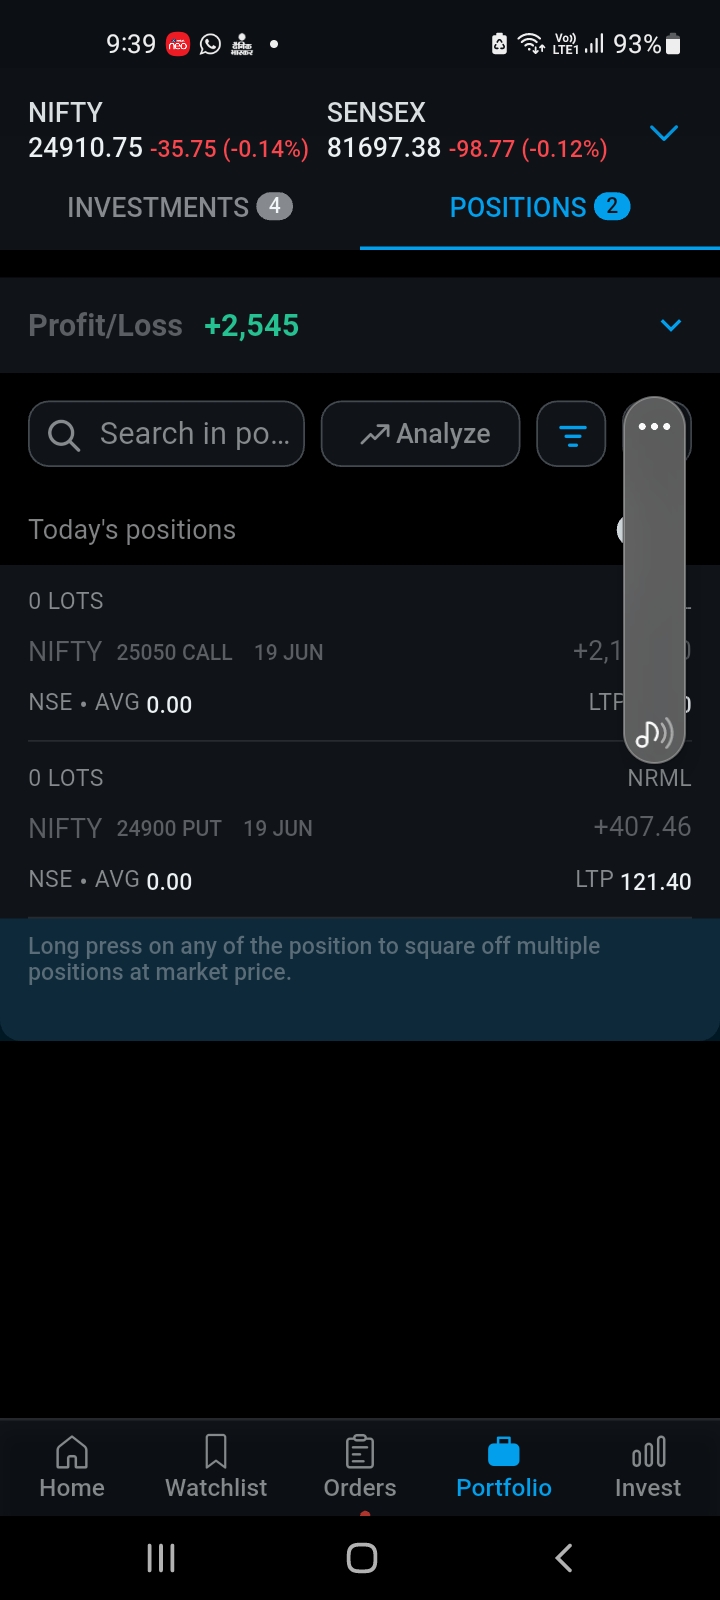 9:39 neo दैनिक भास्कर Vo)) LTE1 93%
NIFTY SENSEX
24910.75 -35.75 (-0.14%) 81697.38 -98.77 (-0.12%)
INVESTMENTS 4 POSITIONS 2
Profit/Loss +2,545
Search in po... Analyze
Today's positions
0 LOTS
NIFTY 25050 CALL 19 JUN
NSE • AVG 0.00 LTP
0 LOTS NRML
NIFTY 24900 PUT 19 JUN +407.46
NSE • AVG 0.00 LTP 121.40
Long press on any of the position to square off multiple
positions at market price.
Home Watchlist Orders Portfolio Invest